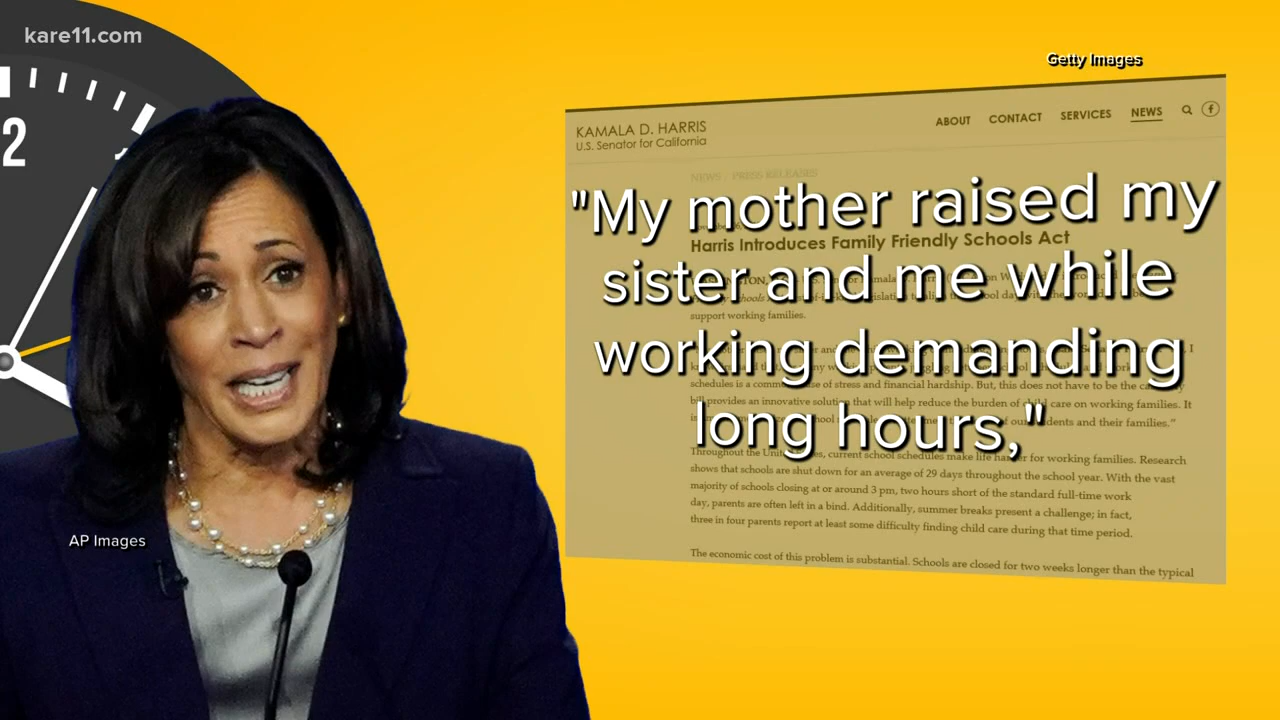 kare11.com
2
AP Images
Getty Images
KAMALA D. HARRIS
U.S. Senator for California
ABOUT CONTACT SERVICES NEWS
NEWS / PRESS RELEASES
"My mother raised my
sister and me while
working demanding
long hours,"
Harris Introduces Family Friendly Schools Act
support working families.
schedules is a
of stress and financial hardship. But, this does not have to be the
provides an innovative solution that will help reduce the burden of child care on working families. It
and their families."
Throughout the United States, current school schedules make life harder for working families. Research
shows that schools are shut down for an average of 29 days throughout the school year. With the vast
majority of schools closing at or around 3 pm, two hours short of the standard full-time work
day, parents are often left in a bind. Additionally, summer breaks present a challenge; in fact,
three in four parents report at least some difficulty finding child care during that time period.
The economic cost of this problem is substantial. Schools are closed for two weeks longer than the typical